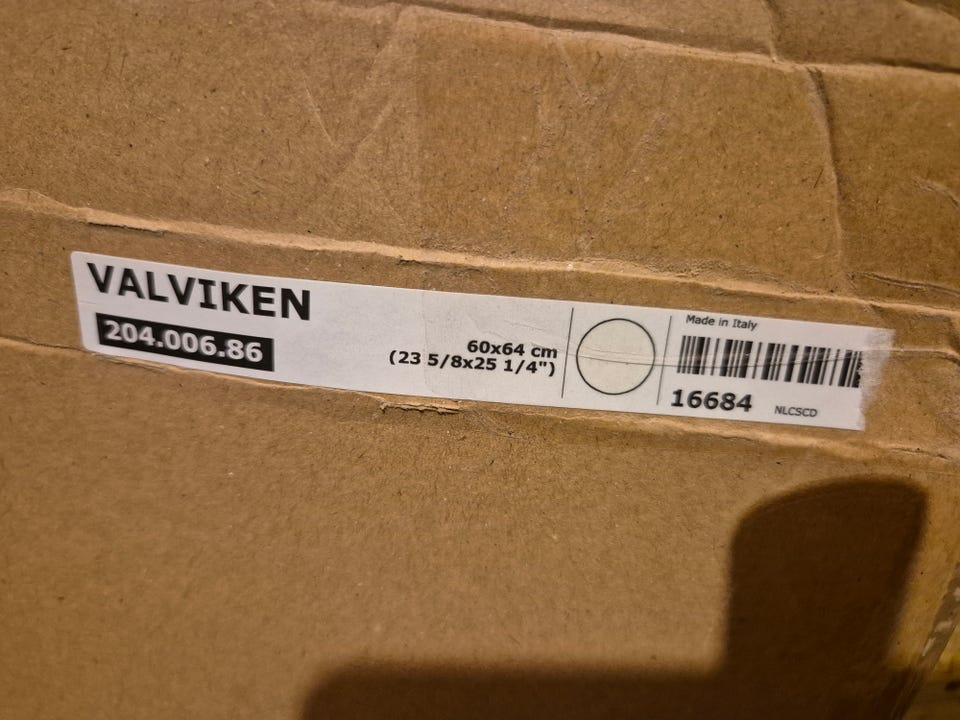 VALVIKEN
204.006.86
60x64 cm
(23 5/8x25 1/4")
Made in Italy
16684 NLCSCD